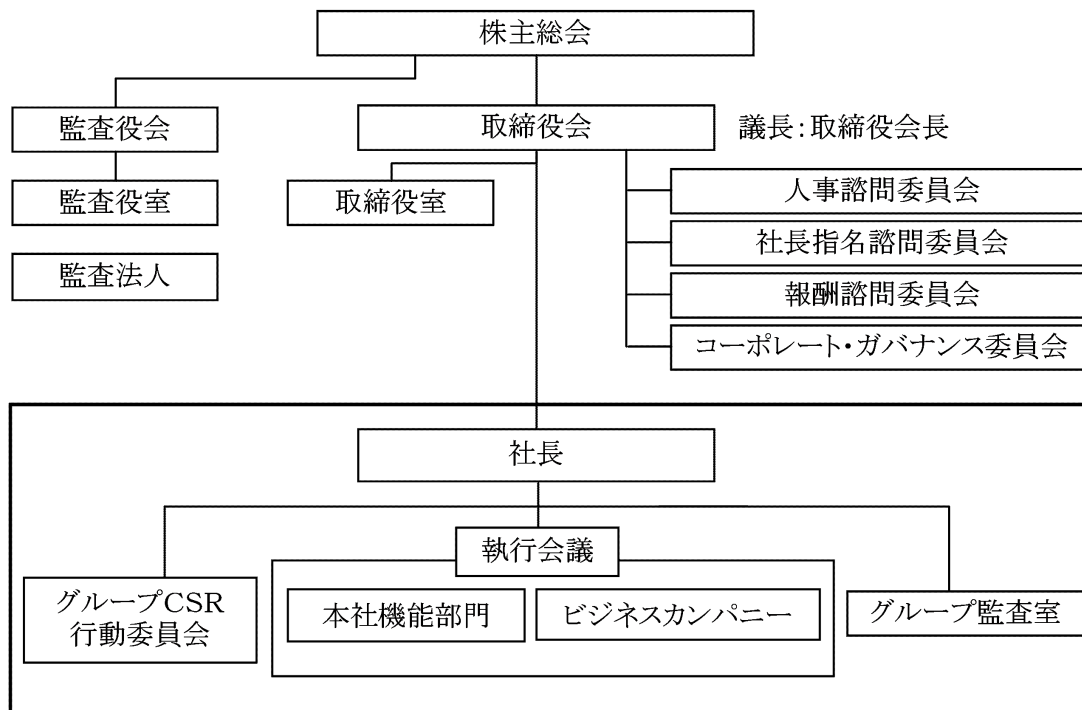 株主総会
監査役会
取締役会
議長：取締役会長
監査役室
取締役室
人事諮問委員会
社長指名諮問委員会
監査法人
報酬諮問委員会
コーポレート・ガバナンス委員会
社長
執行会議
グループCSR
行動委員会
本社機能部門
ビジネスカンパニー
グループ監査室